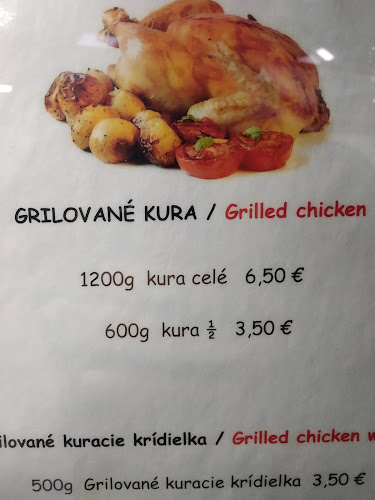 GRILOVANÉ KURA / Grilled chicken
1200g kura celé 6,50 €
600g kura ½ 3,50 €
ilované kuracie krídielka / Grilled chicken w
500g Grilované kuracie krídielka 3,50 €